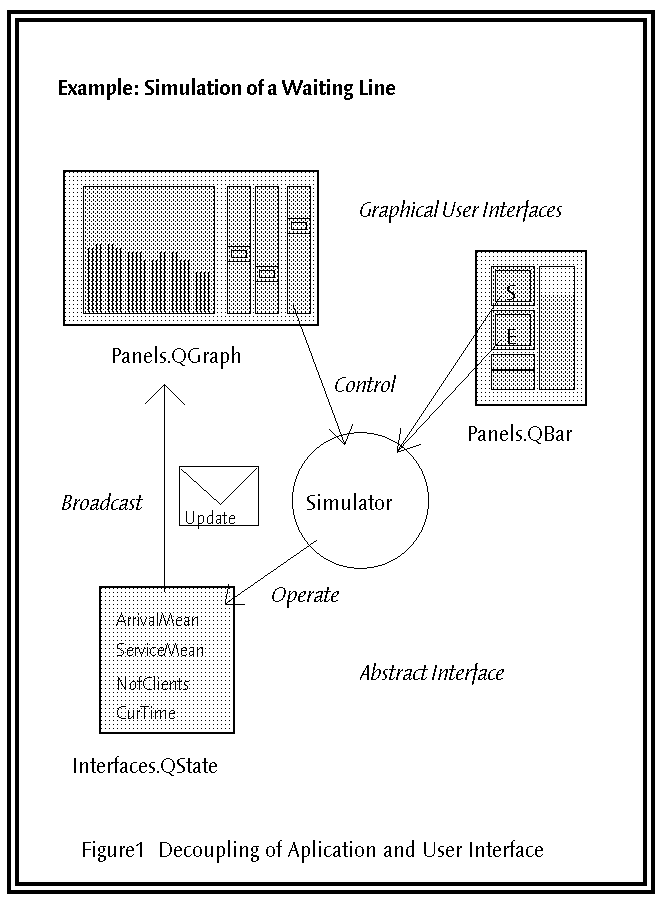 Example: Simulation of a Waiting Line
Graphical User Interfaces
S
E
Panels.QGraph
Control
Panels.QBar
Broadcast
Update
Simulator
Operate
ArrivalMean
ServiceMean
NofClients
CurTime
Abstract Interface
Interfaces.QState
Figure1 Decoupling of Aplication and User Interface